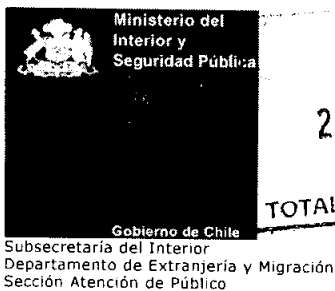 Ministerio del
Interior y
Seguridad Pública
2
TOTAL
Gobierno de Chile
Subsecretaría del Interior
Departamento de Extranjería y Migración
Sección Atención de Público